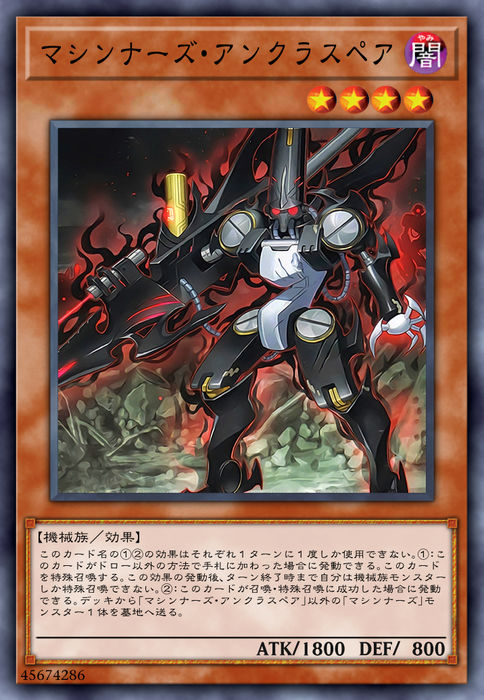 マシンナーズ・アンクラスペア
やみ
闇
【機械族／効果】
このカード名の①②の効果はそれぞれ１ターンに１度しか使用できない。①:こ
のカードがドロー以外の方法で手札に加わった場合に発動できる。このカード
を特殊召喚する。この効果の発動後、ターン終了時まで自分は機械族モンスター
しか特殊召喚できない。②:このカードが召喚・特殊召喚に成功した場合に発動
できる。デッキから「マシンナーズ・アンクラスペア」以外の「マシンナーズ」モ
ンスター１体を墓地へ送る。
ATK/1800 DEF/ 800
45674286